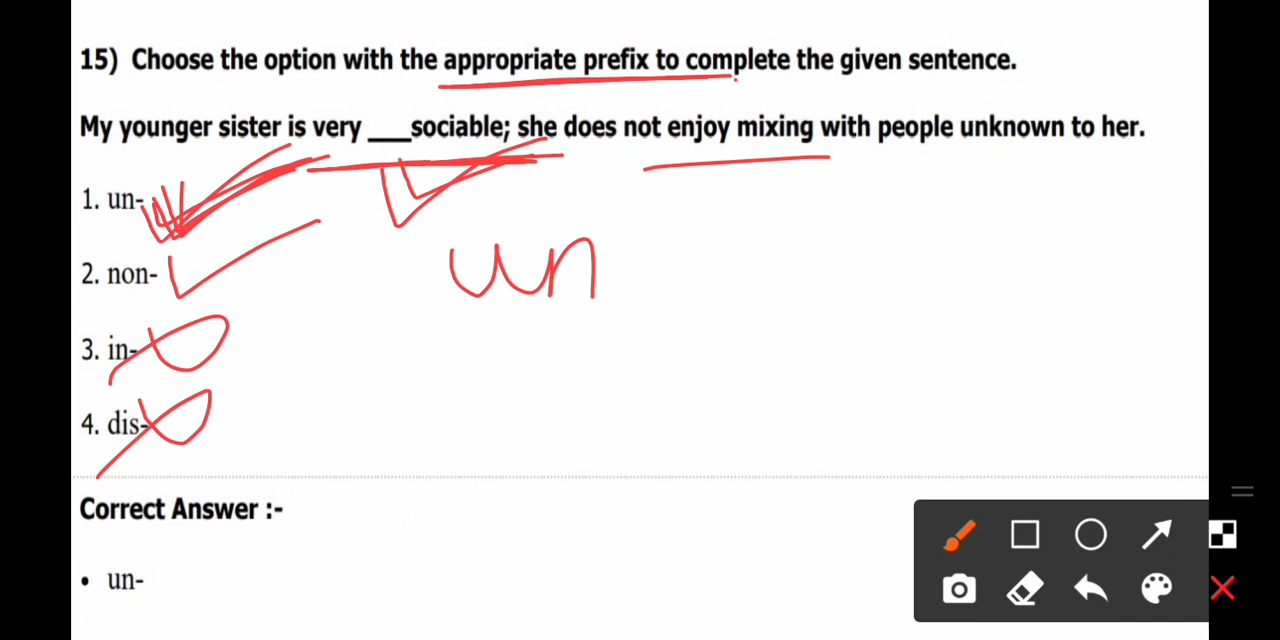 15) Choose the option with the appropriate prefix to complete the given sentence.
My younger sister is very ___sociable; she does not enjoy mixing with people unknown to her.
1. un-
2. non-
un
3. in-
4. dis-
Correct Answer :-
• un-